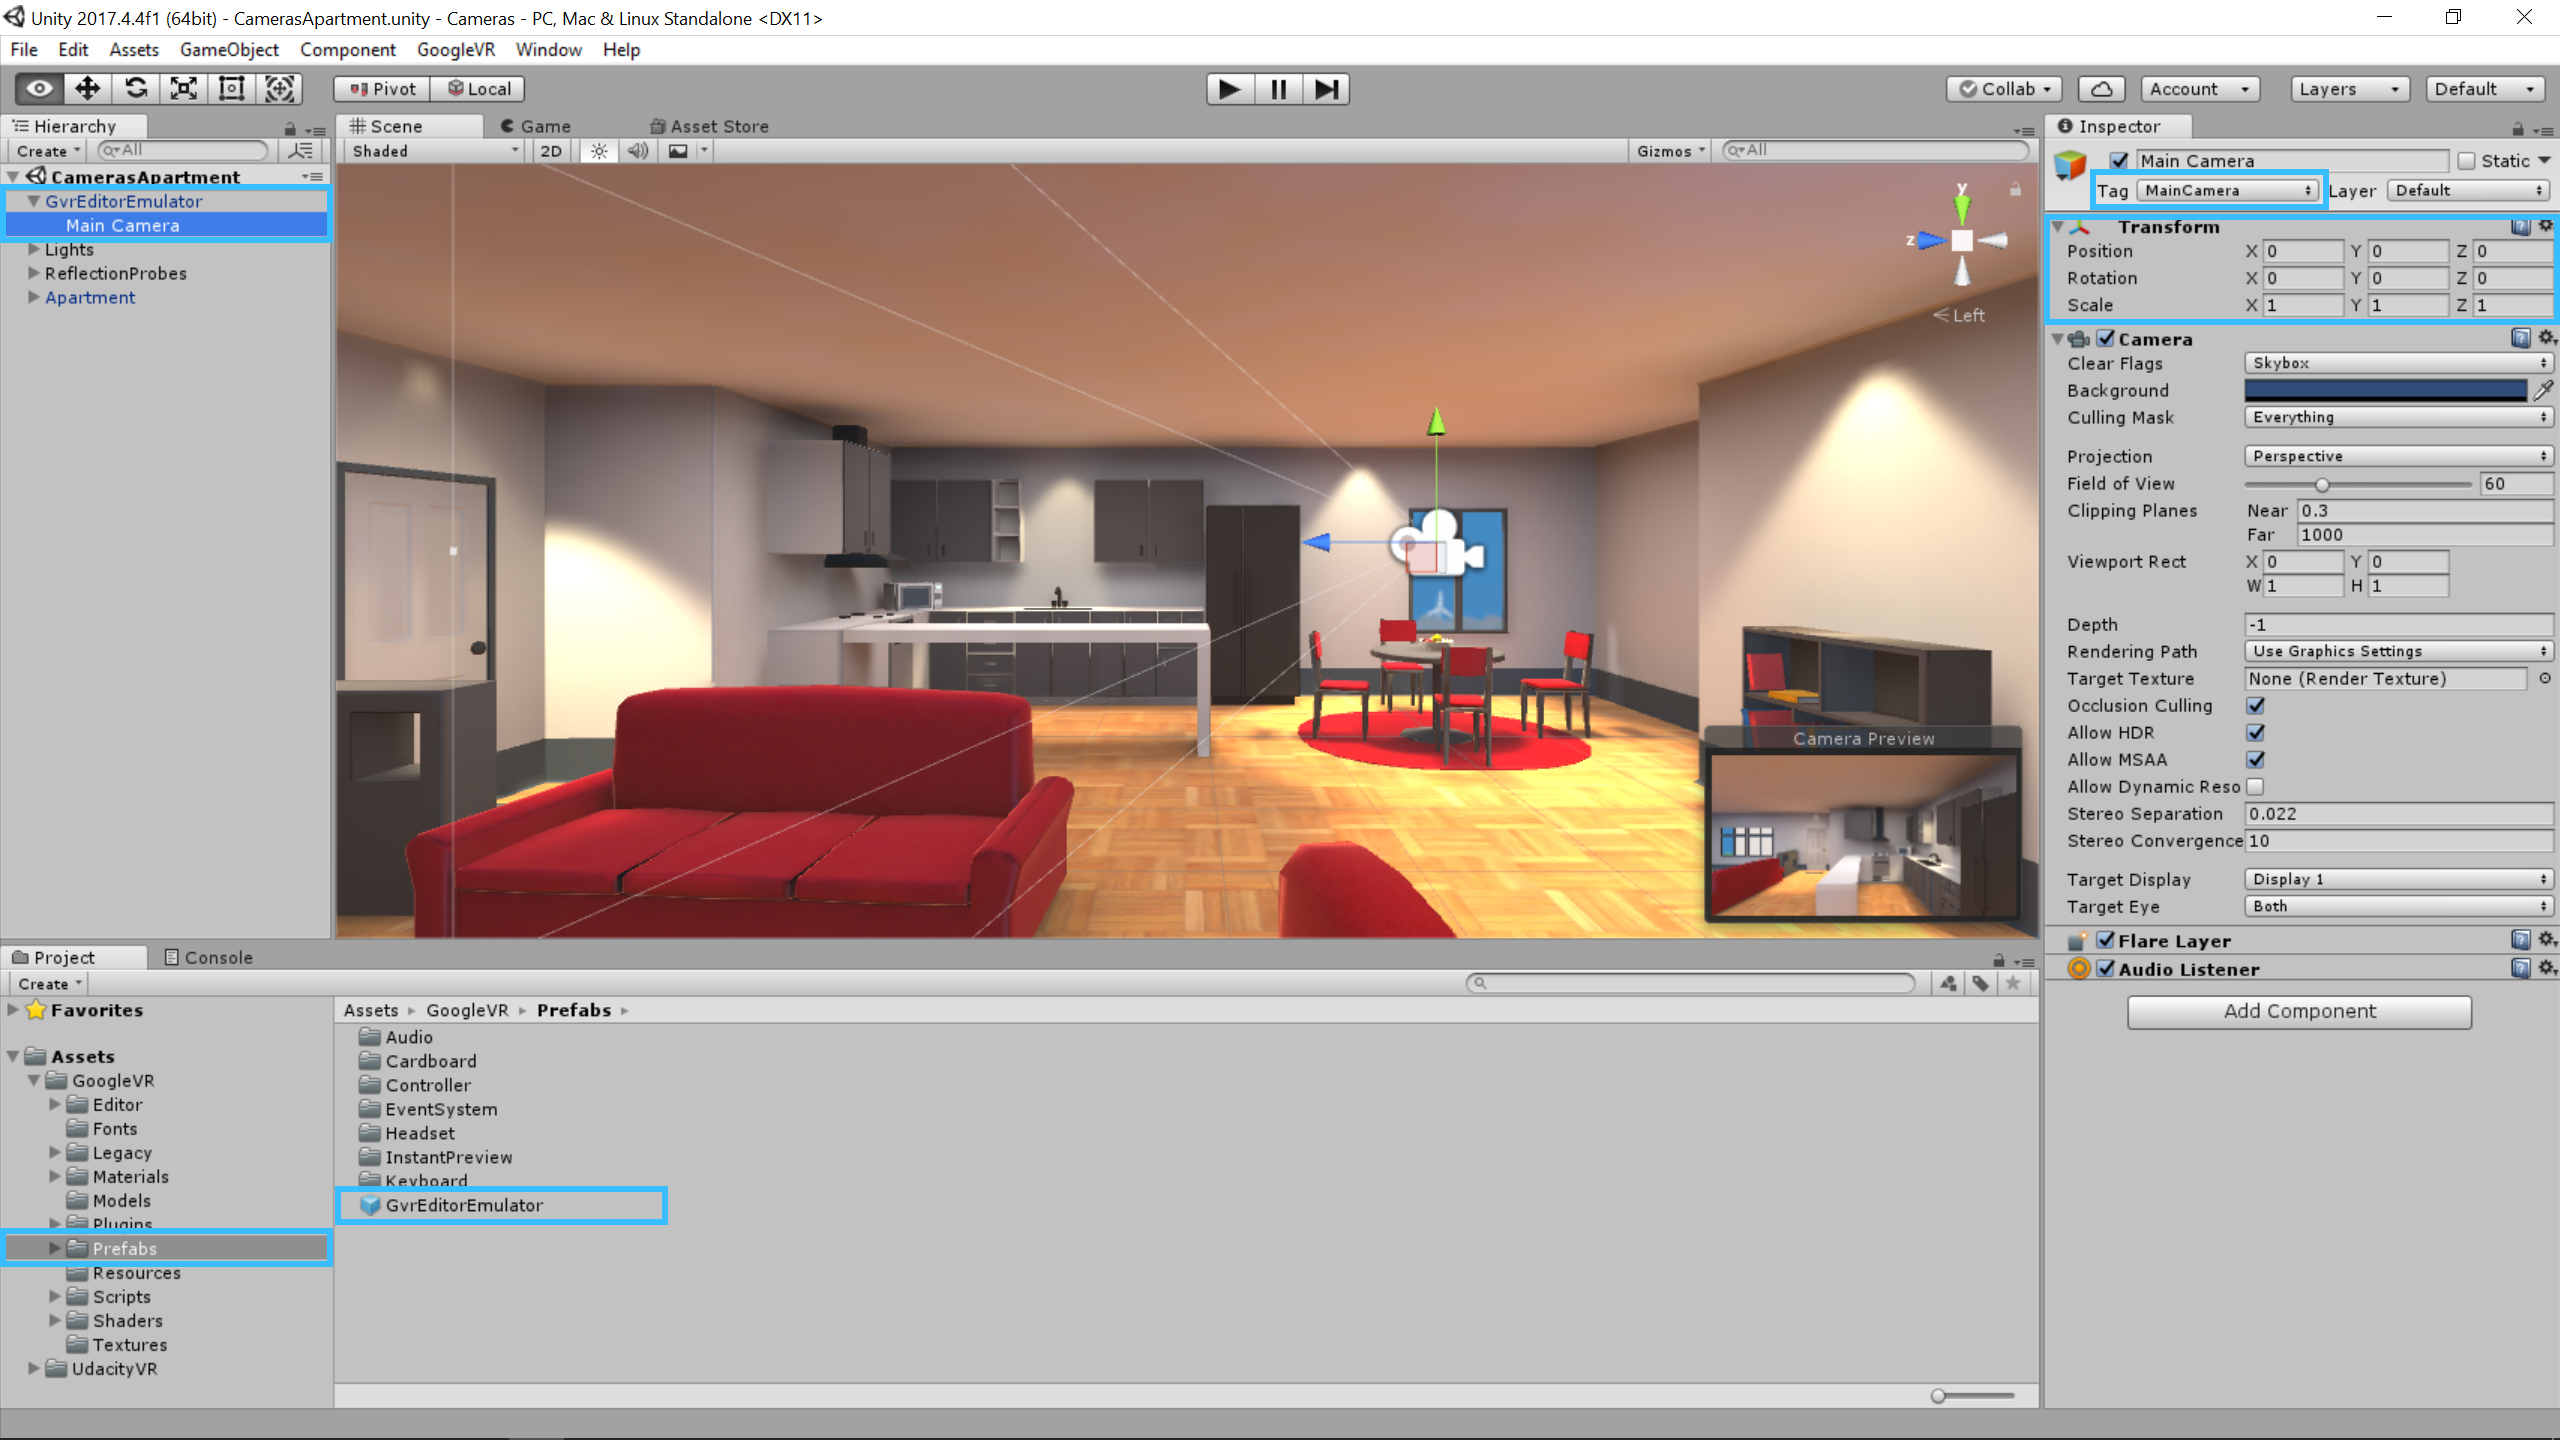 Unity 2017.4.4f1 (64bit) - CamerasApartment.unity - Cameras - PC, Mac & Linux Standalone <DX11>
File Edit Assets GameObject Component GoogleVR Window Help
Pivot Local Collab Account Layers Default
Hierarchy
Create All
CamerasApartment
GvrEditorEmulator
Main Camera
Lights
ReflectionProbes
Apartment
Scene Game Asset Store
Shaded 2D Gizmos All
y
z
Left
Camera Preview
Inspector
Main Camera Static
Tag MainCamera Layer Default
Transform
Position X 0 Y 0 Z 0
Rotation X 0 Y 0 Z 0
Scale X 1 Y 1 Z 1
Camera
Clear Flags Skybox
Background
Culling Mask Everything
Projection Perspective
Field of View 60
Clipping Planes Near 0.3
Far 1000
Viewport Rect X 0 Y 0
W 1 H 1
Depth -1
Rendering Path Use Graphics Settings
Target Texture None (Render Texture)
Occlusion Culling
Allow HDR
Allow MSAA
Allow Dynamic Reso
Stereo Separation 0.022
Stereo Convergence 10
Target Display Display 1
Target Eye Both
Flare Layer
Audio Listener
Add Component
Project Console
Create
Favorites
Assets
GoogleVR
Editor
Fonts
Legacy
Materials
Models
Plugins
Prefabs
Resources
Scripts
Shaders
Textures
UdacityVR
Assets GoogleVR Prefabs
Audio
Cardboard
Controller
EventSystem
Headset
InstantPreview
Keyboard
GvrEditorEmulator